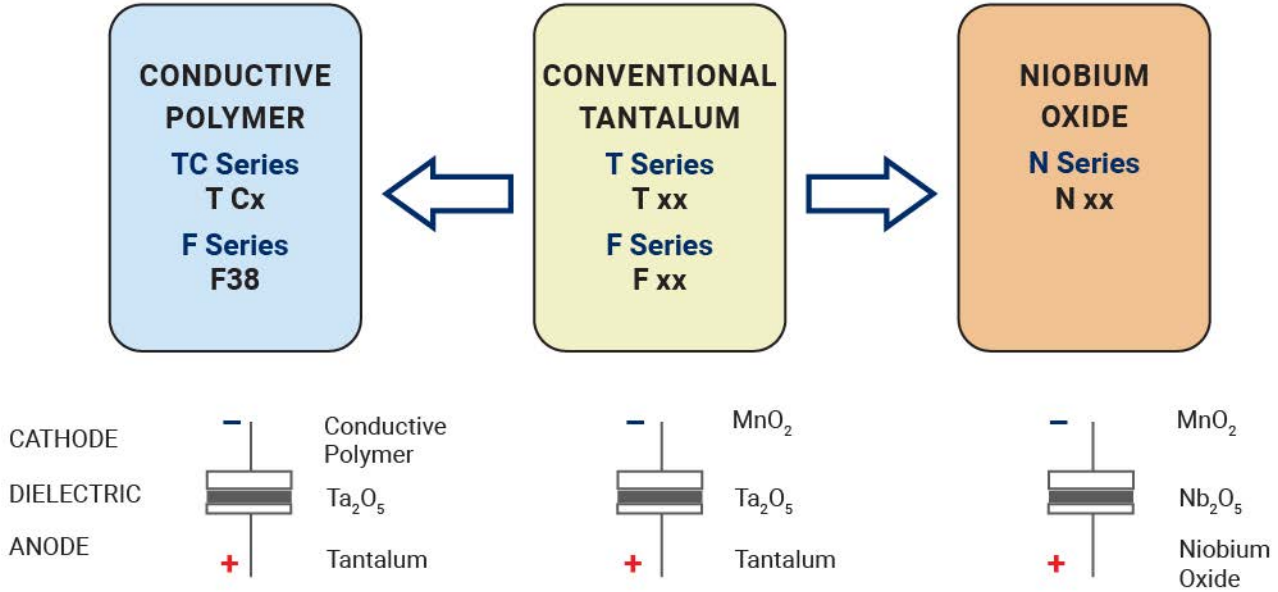 CONDUCTIVE
POLYMER
TC Series
T Cx
F Series
F38
CONVENTIONAL
TANTALUM
T Series
T xx
F Series
F xx
NIOBIUM
OXIDE
N Series
N xx
CATHODE
− Conductive
Polymer
− MnO₂
− MnO₂
DIELECTRIC
Ta₂O₅
Ta₂O₅
Nb₂O₅
ANODE
+ Tantalum
+ Tantalum
+ Niobium
Oxide